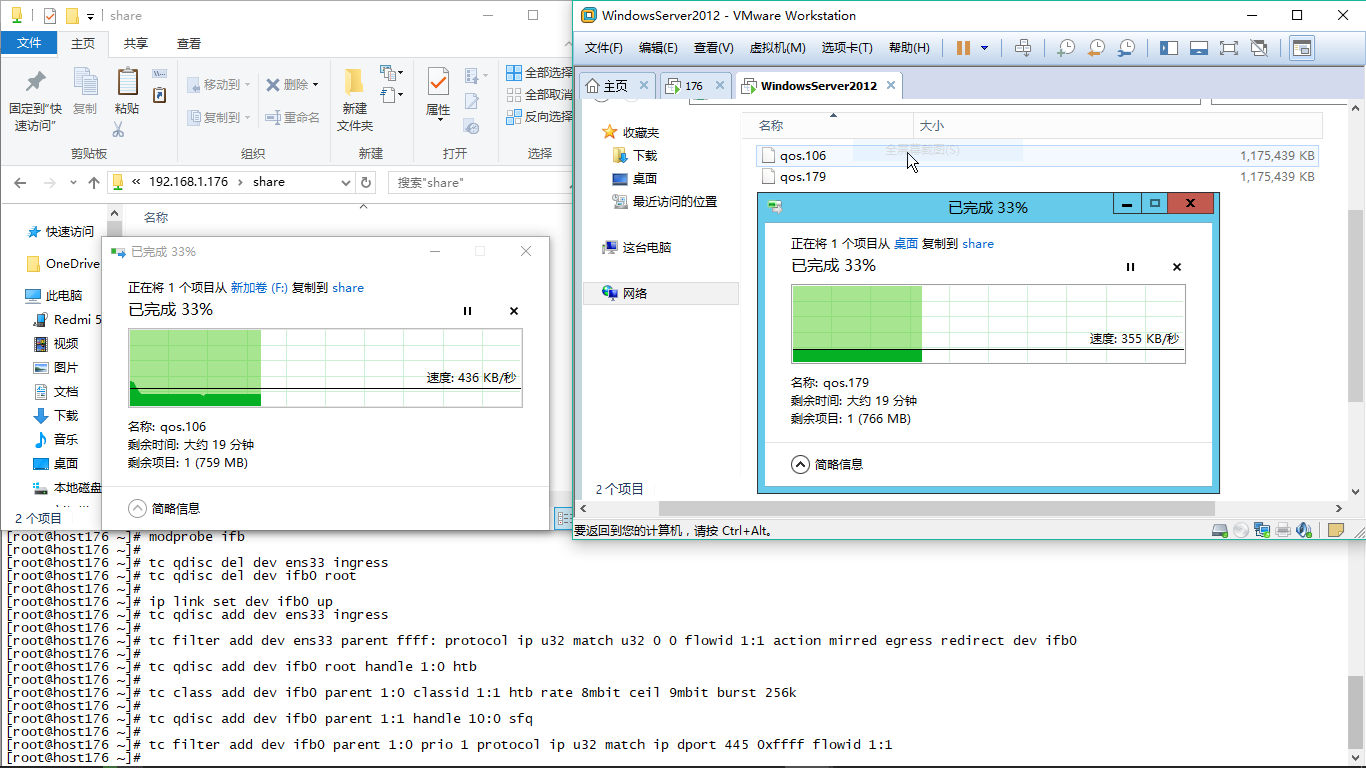 share
文件
主页
共享
查看
固定到"快
速访问"
复制
粘贴
剪贴板
移动到
复制到
删除
重命名
组织
新建
文件夹
新建
属性
打开
全部选择
全部取消
反向选择
选择
« 192.168.1.176 › share
搜索"share"
名称
快速访问
OneDrive
此电脑
Redmi 5
视频
图片
文档
下载
音乐
桌面
本地磁盘
2 个项目
已完成 33%
正在将 1 个项目从 新加卷 (F:) 复制到 share
已完成 33%
速度: 436 KB/秒
名称: qos.106
剩余时间: 大约 19 分钟
剩余项目: 1 (759 MB)
简略信息
WindowsServer2012 - VMware Workstation
文件(F) 编辑(E) 查看(V) 虚拟机(M) 选项卡(T) 帮助(H)
主页
176
WindowsServer2012
收藏夹
下载
桌面
最近访问的位置
这台电脑
网络
2 个项目
名称 大小
全屏幕截图(S)
qos.106 1,175,439 KB
qos.179 1,175,439 KB
已完成 33%
正在将 1 个项目从 桌面 复制到 share
已完成 33%
速度: 355 KB/秒
名称: qos.179
剩余时间: 大约 19 分钟
剩余项目: 1 (766 MB)
简略信息
要返回到您的计算机，请按 Ctrl+Alt。
[root@host176 ~]# modprobe ifb
[root@host176 ~]#
[root@host176 ~]# tc qdisc del dev ens33 ingress
[root@host176 ~]# tc qdisc del dev ifb0 root
[root@host176 ~]#
[root@host176 ~]# ip link set dev ifb0 up
[root@host176 ~]# tc qdisc add dev ens33 ingress
[root@host176 ~]#
[root@host176 ~]# tc filter add dev ens33 parent ffff: protocol ip u32 match u32 0 0 flowid 1:1 action mirred egress redirect dev ifb0
[root@host176 ~]#
[root@host176 ~]# tc qdisc add dev ifb0 root handle 1:0 htb
[root@host176 ~]#
[root@host176 ~]# tc class add dev ifb0 parent 1:0 classid 1:1 htb rate 8mbit ceil 9mbit burst 256k
[root@host176 ~]#
[root@host176 ~]# tc qdisc add dev ifb0 parent 1:1 handle 10:0 sfq
[root@host176 ~]#
[root@host176 ~]# tc filter add dev ifb0 parent 1:0 prio 1 protocol ip u32 match ip dport 445 0xffff flowid 1:1
[root@host176 ~]#